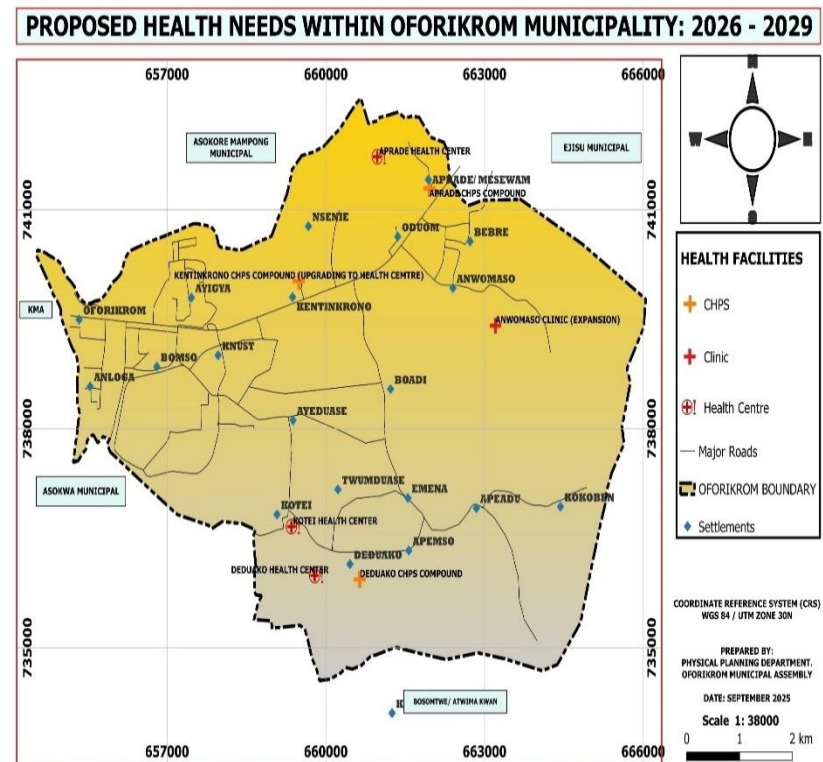 PROPOSED HEALTH NEEDS WITHIN OFORIKROM MUNICIPALITY: 2026 - 2029
657000
660000
663000
666000
ASOKORE MAMPONG
MUNICIPAL
EJISU MUNICIPAL
APRADE HEALTH CENTER
APRADE/ MESEWAM
APRADE CHPS COMPOUND
741000
741000
NSENIE
ODUOM
BEBRE
KENTINKRONO CHPS COMPOUND (UPGRADING TO HEALTH CENTRE)
ANWOMASO
AYIGYA
KENTINKRONO
KMA
OFORIKROM
ANWOMASO CLINIC (EXPANSION)
KNUST
BOMSO
ANLOGA
BOADI
AYEDUASE
738000
738000
ASOKWA MUNICIPAL
TWUMDUASE
EMENA
APEADU
KOKOBEN
KOTEI
KOTEI HEALTH CENTER
APEMSO
DEDUAKO
DEDUAKO HEALTH CENTER
DEDUAKO CHPS COMPOUND
735000
735000
BOSOMTWE/ ATWIMA KWAN
657000
660000
663000
666000
N
W
E
S
HEALTH FACILITIES
CHPS
Clinic
Health Centre
Major Roads
OFORIKROM BOUNDARY
Settlements
COORDINATE REFERENCE SYSTEM (CRS)
WGS 84 / UTM ZONE 30N
PREPARED BY:
PHYSICAL PLANNING DEPARTMENT.
OFORIKROM MUNICIPAL ASSEMBLY
DATE: SEPTEMBER 2025
Scale 1: 38000
0 1 2 km